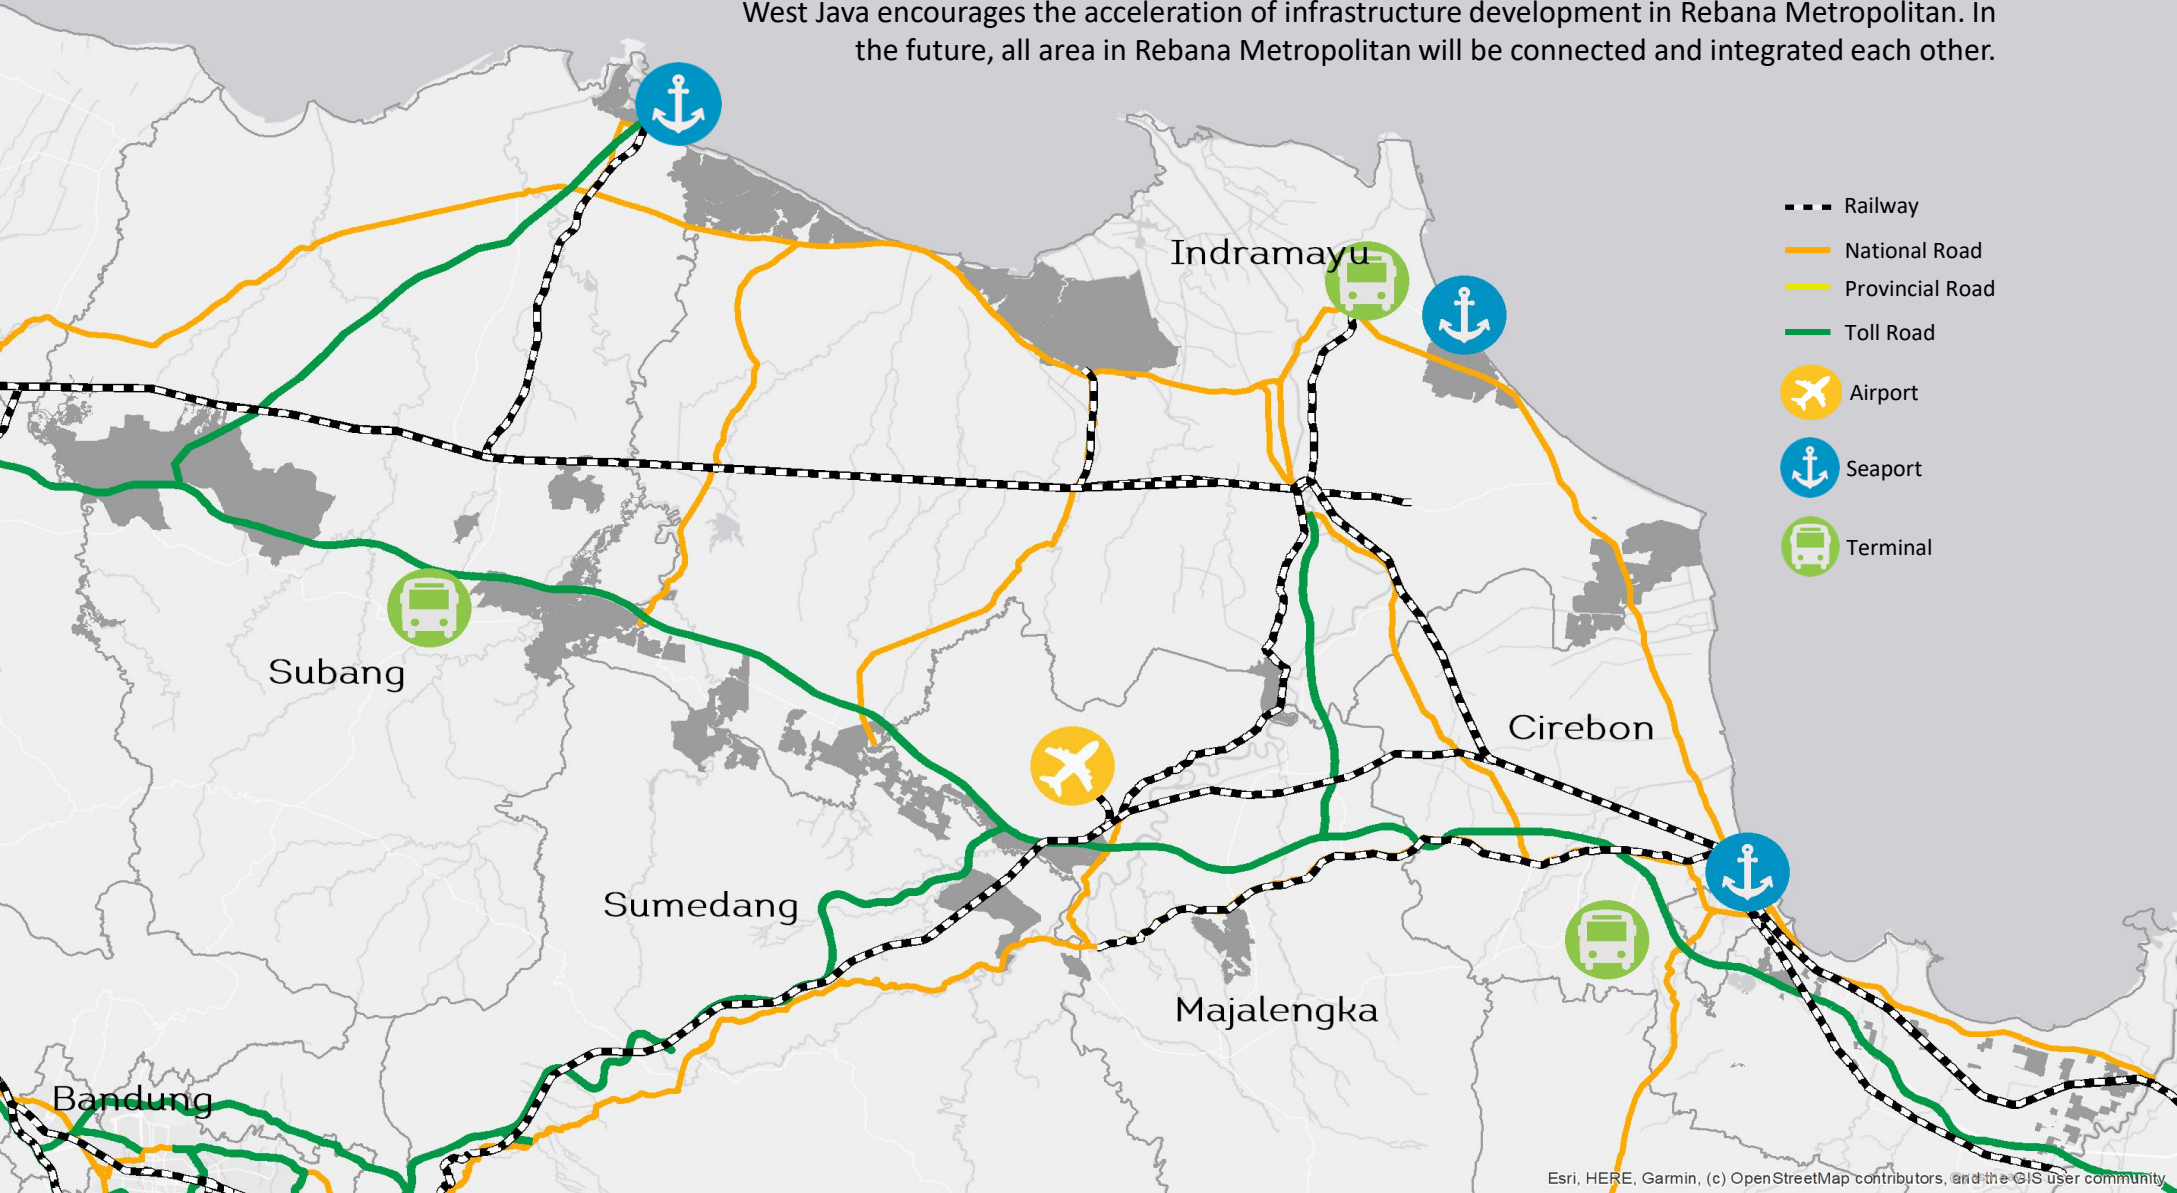 West Java encourages the acceleration of infrastructure development in Rebana Metropolitan. In
the future, all area in Rebana Metropolitan will be connected and integrated each other.
Railway
Indramayu
National Road
Provincial Road
Toll Road
Airport
Seaport
Terminal
Subang
Cirebon
Sumedang
Majalengka
Bandung
Esri, HERE, Garmin, (c) OpenStreetMap contributors, and the GIS user community